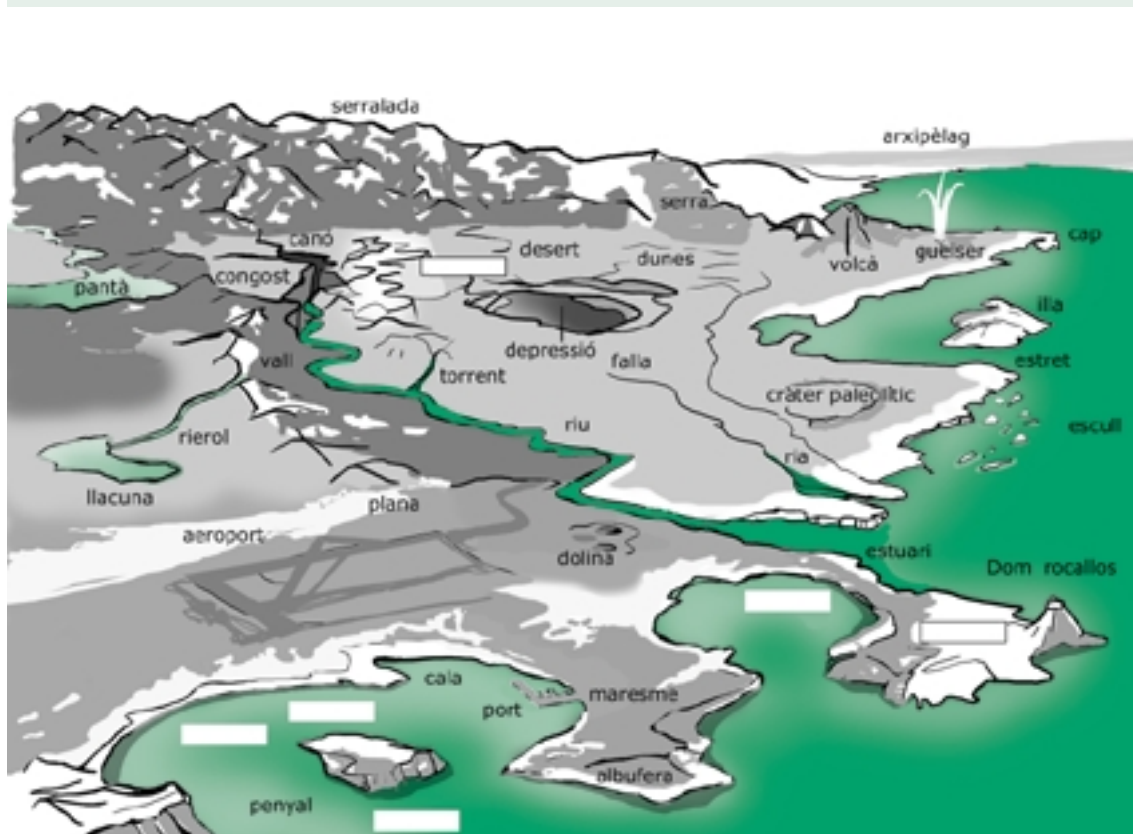 serralada
arxipèlag
serra
cap
canó
desert
dunes
volcà
guèiser
congost
pantà
illa
depressió
falla
estret
vall
torrent
cràter paleolític
riu
escull
rierol
ria
llacuna
plana
aeroport
dolina
estuari
Dom rocallos
cala
maresme
port
albufera
penyal